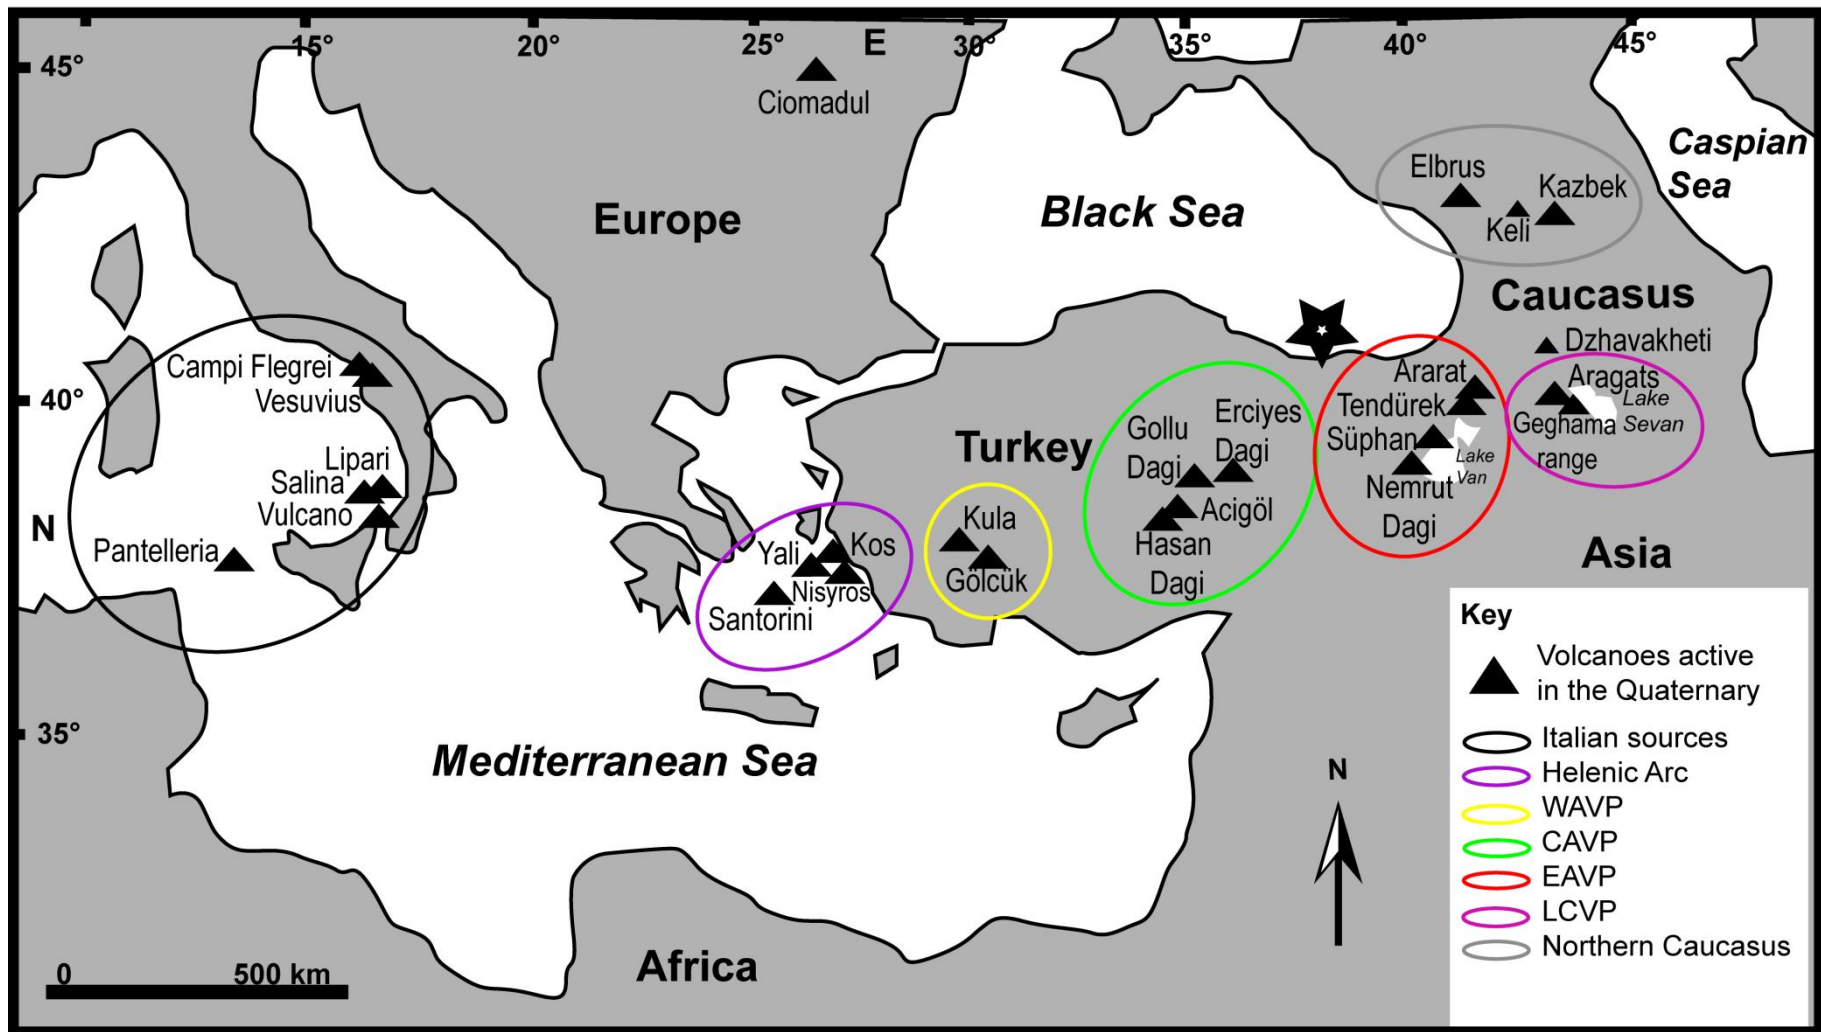 15°
20°
25°
E
30°
35°
40°
45°
45°
Ciomadul
Caspian
Sea
Elbrus
Kazbek
Keli
Europe
Black Sea
Caucasus
Dzhavakheti
Campi Flegrei
Vesuvius
40°
Ararat
Aragats
Tendürek
Lake
Sevan
Geghama
range
Süphan
Lake
Van
Nemrut
Dagi
Erciyes
Dagi
Gollu
Dagi
Turkey
Acigöl
Hasan
Dagi
Lipari
Salina
Vulcano
N
Pantelleria
Kula
Gölcük
Yali
Kos
Nisyros
Santorini
Asia
35°
Mediterranean Sea
Africa
N
0
500 km
Key
Volcanoes active
in the Quaternary
Italian sources
Helenic Arc
WAVP
CAVP
EAVP
LCVP
Northern Caucasus